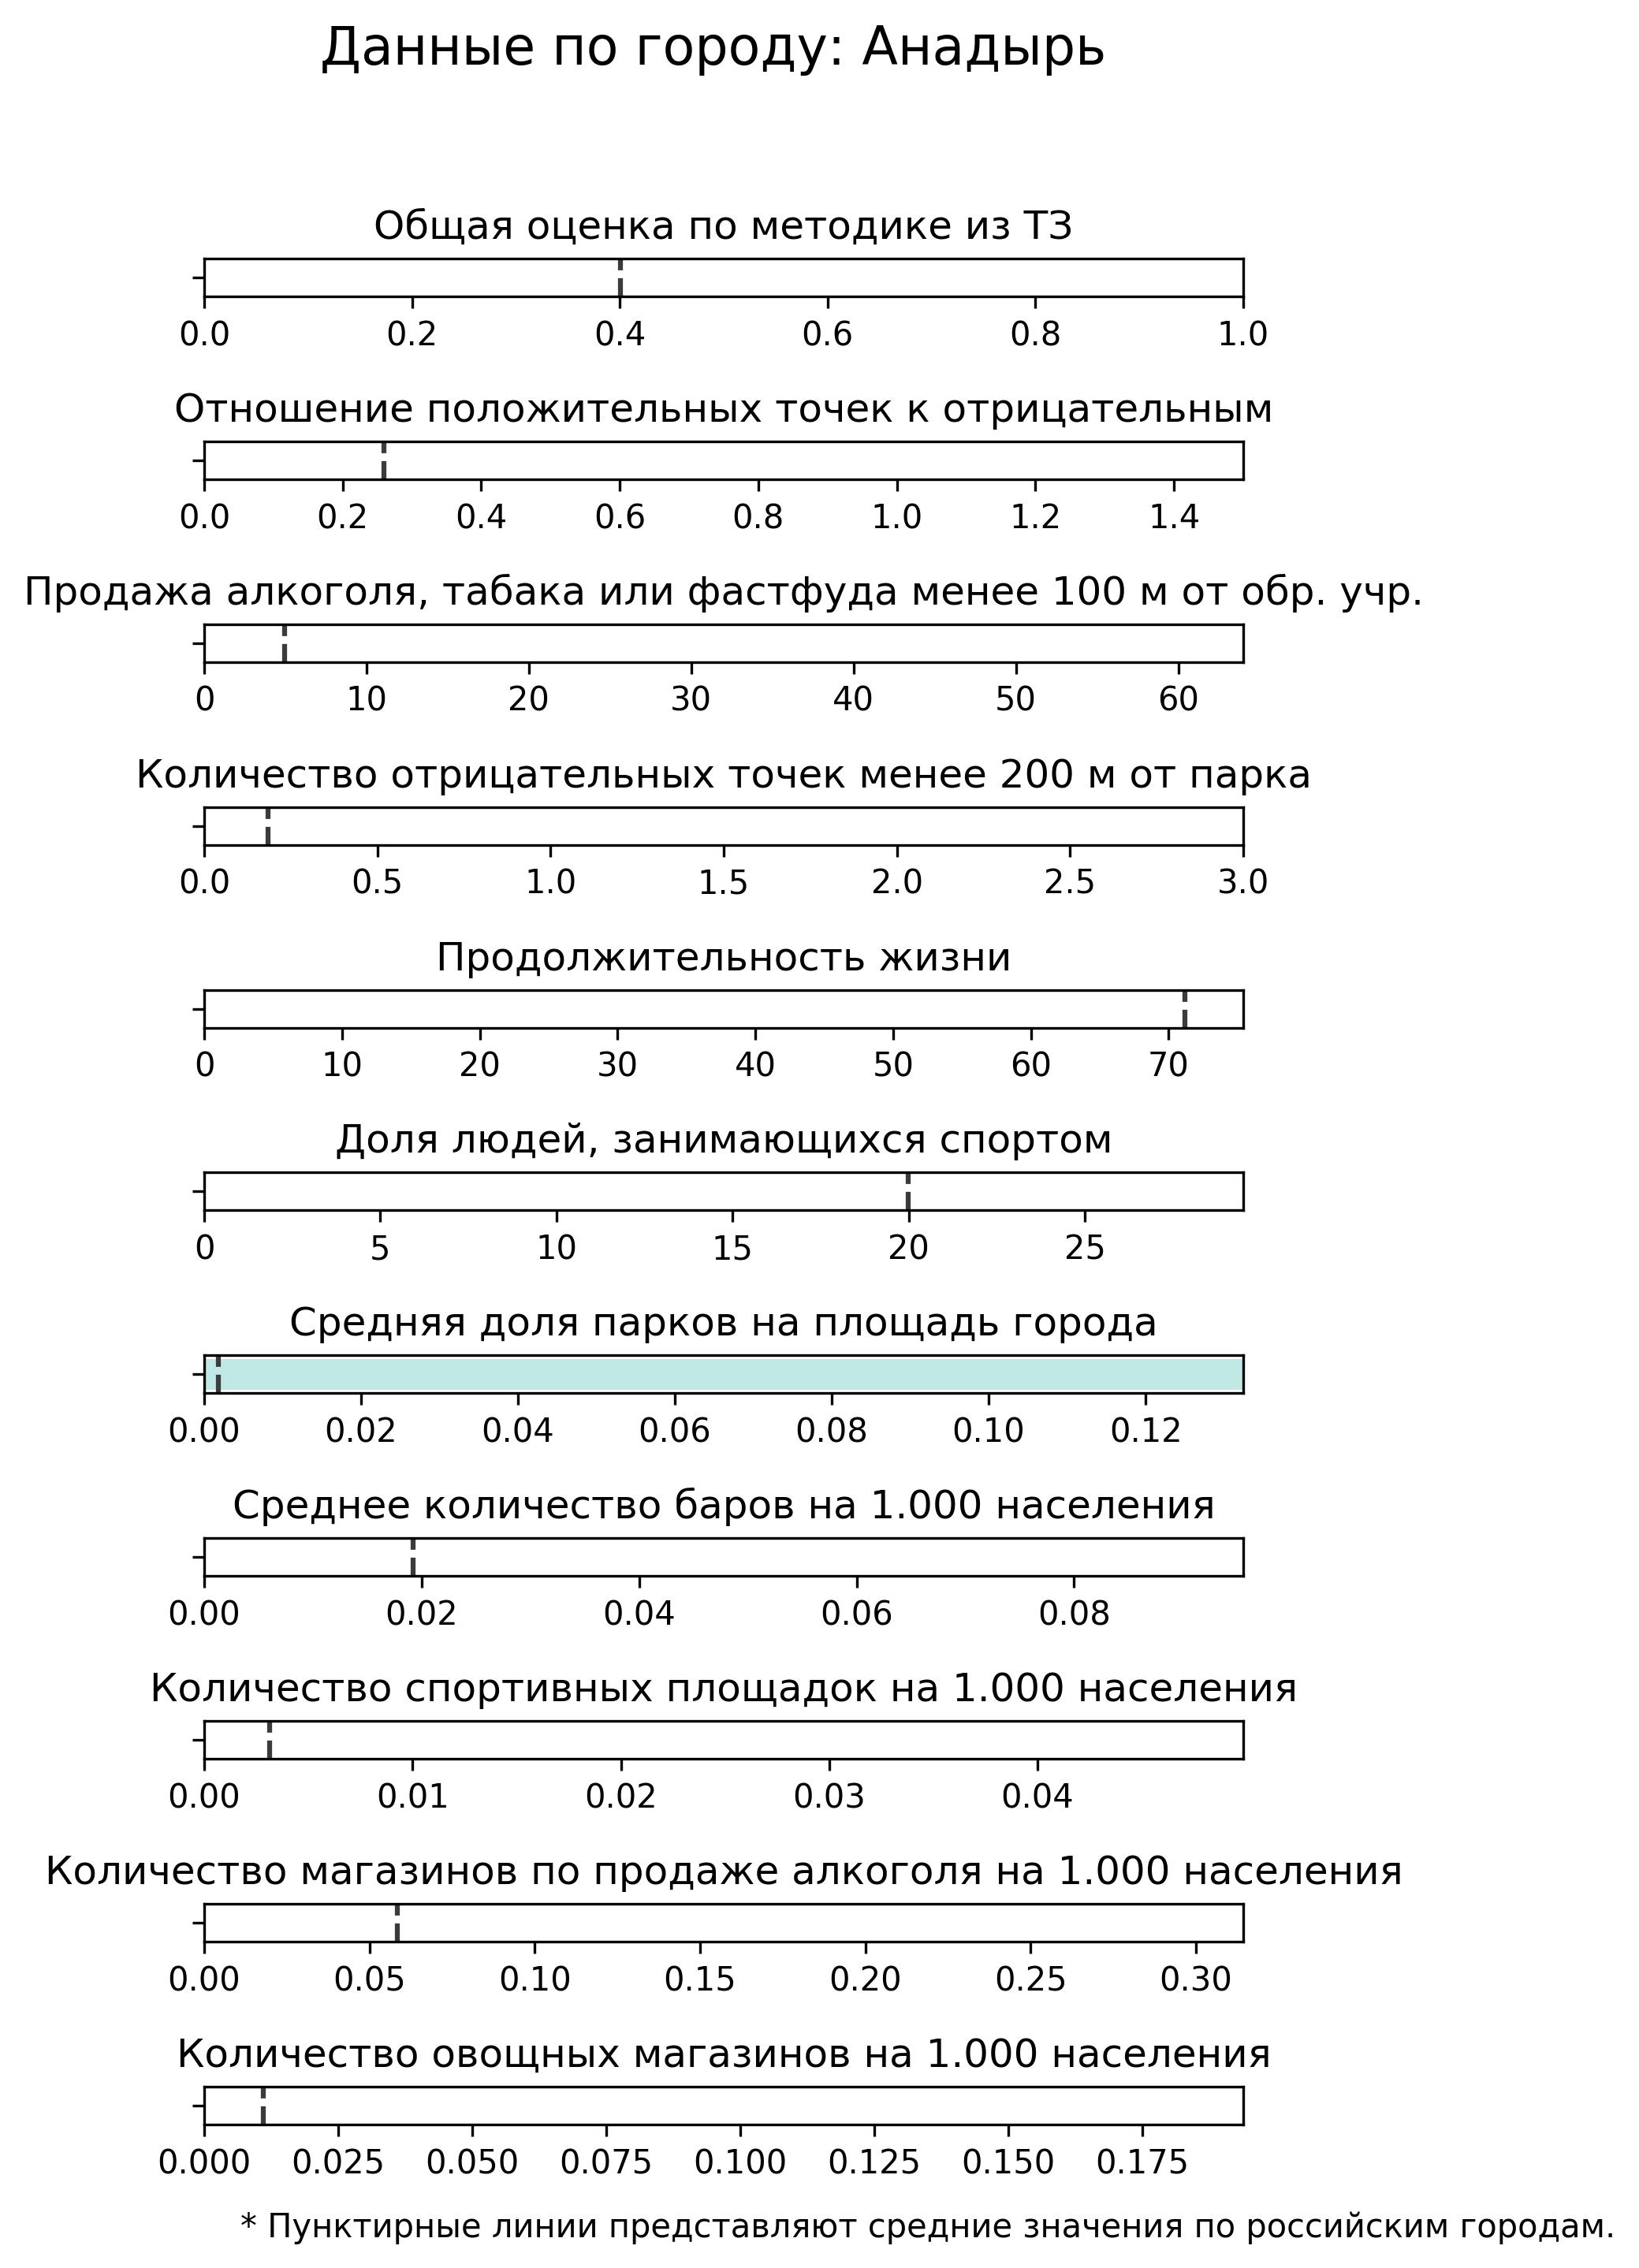 Данные по городу: Анадырь
Общая оценка по методике из ТЗ
0.0 0.2 0.4 0.6 0.8 1.0
Отношение положительных точек к отрицательным
0.0 0.2 0.4 0.6 0.8 1.0 1.2 1.4
Продажа алкоголя, табака или фастфуда менее 100 м от обр. учр.
0 10 20 30 40 50 60
Количество отрицательных точек менее 200 м от парка
0.0 0.5 1.0 1.5 2.0 2.5 3.0
Продолжительность жизни
0 10 20 30 40 50 60 70
Доля людей, занимающихся спортом
0 5 10 15 20 25
Средняя доля парков на площадь города
0.00 0.02 0.04 0.06 0.08 0.10 0.12
Среднее количество баров на 1.000 населения
0.00 0.02 0.04 0.06 0.08
Количество спортивных площадок на 1.000 населения
0.00 0.01 0.02 0.03 0.04
Количество магазинов по продаже алкоголя на 1.000 населения
0.00 0.05 0.10 0.15 0.20 0.25 0.30
Количество овощных магазинов на 1.000 населения
0.000 0.025 0.050 0.075 0.100 0.125 0.150 0.175
* Пунктирные линии представляют средние значения по российским городам.